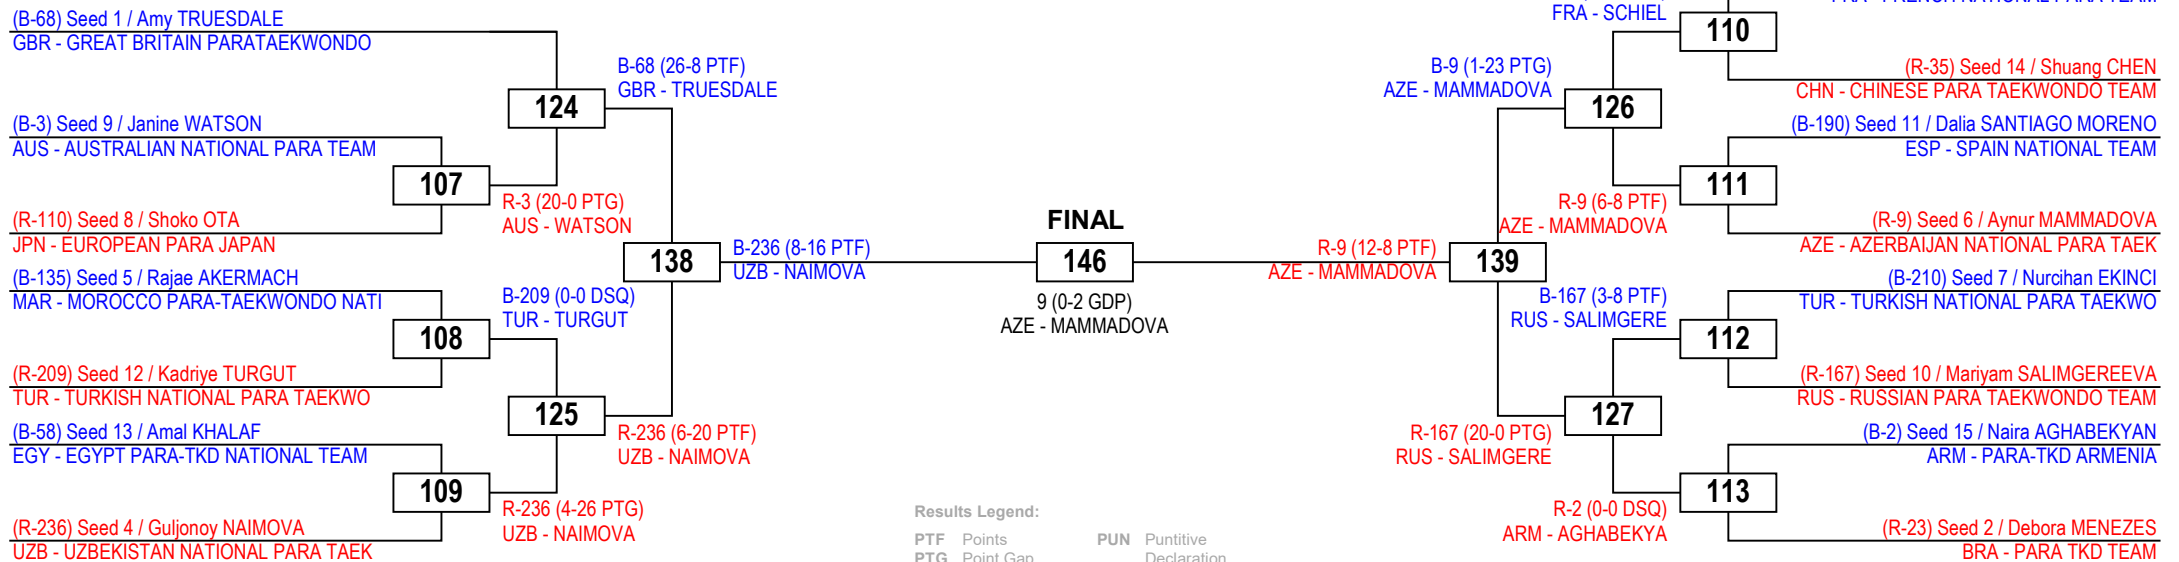 (B-68) Seed 1 / Amy TRUESDALE
GBR - GREAT BRITAIN PARATAEKWONDO
B-68 (26-8 PTF)
GBR - TRUESDALE
124
(B-3) Seed 9 / Janine WATSON
AUS - AUSTRALIAN NATIONAL PARA TEAM
107
R-3 (20-0 PTG)
AUS - WATSON
(R-110) Seed 8 / Shoko OTA
JPN - EUROPEAN PARA JAPAN
138
B-236 (8-16 PTF)
UZB - NAIMOVA
(B-135) Seed 5 / Rajae AKERMACH
MAR - MOROCCO PARA-TAEKWONDO NATI
B-209 (0-0 DSQ)
TUR - TURGUT
108
(R-209) Seed 12 / Kadriye TURGUT
TUR - TURKISH NATIONAL PARA TAEKWO
125
(B-58) Seed 13 / Amal KHALAF
EGY - EGYPT PARA-TKD NATIONAL TEAM
R-236 (6-20 PTF)
UZB - NAIMOVA
109
R-236 (4-26 PTG)
UZB - NAIMOVA
(R-236) Seed 4 / Guljonoy NAIMOVA
UZB - UZBEKISTAN NATIONAL PARA TAEK
FINAL
146
9 (0-2 GDP)
AZE - MAMMADOVA
Results Legend:
PTF Points
PUN Puntitive
PTG Point Gap
Declaration
FRA - SCHIEL
FRA - FRENCH NATIONAL PARA TEAM
110
B-9 (1-23 PTG)
AZE - MAMMADOVA
(R-35) Seed 14 / Shuang CHEN
CHN - CHINESE PARA TAEKWONDO TEAM
126
(B-190) Seed 11 / Dalia SANTIAGO MORENO
ESP - SPAIN NATIONAL TEAM
111
R-9 (6-8 PTF)
AZE - MAMMADOVA
(R-9) Seed 6 / Aynur MAMMADOVA
AZE - AZERBAIJAN NATIONAL PARA TAEK
R-9 (12-8 PTF)
AZE - MAMMADOVA
139
(B-210) Seed 7 / Nurcihan EKINCI
TUR - TURKISH NATIONAL PARA TAEKWO
B-167 (3-8 PTF)
RUS - SALIMGERE
112
(R-167) Seed 10 / Mariyam SALIMGEREEVA
RUS - RUSSIAN PARA TAEKWONDO TEAM
127
R-167 (20-0 PTG)
RUS - SALIMGERE
(B-2) Seed 15 / Naira AGHABEKYAN
ARM - PARA-TKD ARMENIA
113
R-2 (0-0 DSQ)
ARM - AGHABEKYA
(R-23) Seed 2 / Debora MENEZES
BRA - PARA TKD TEAM